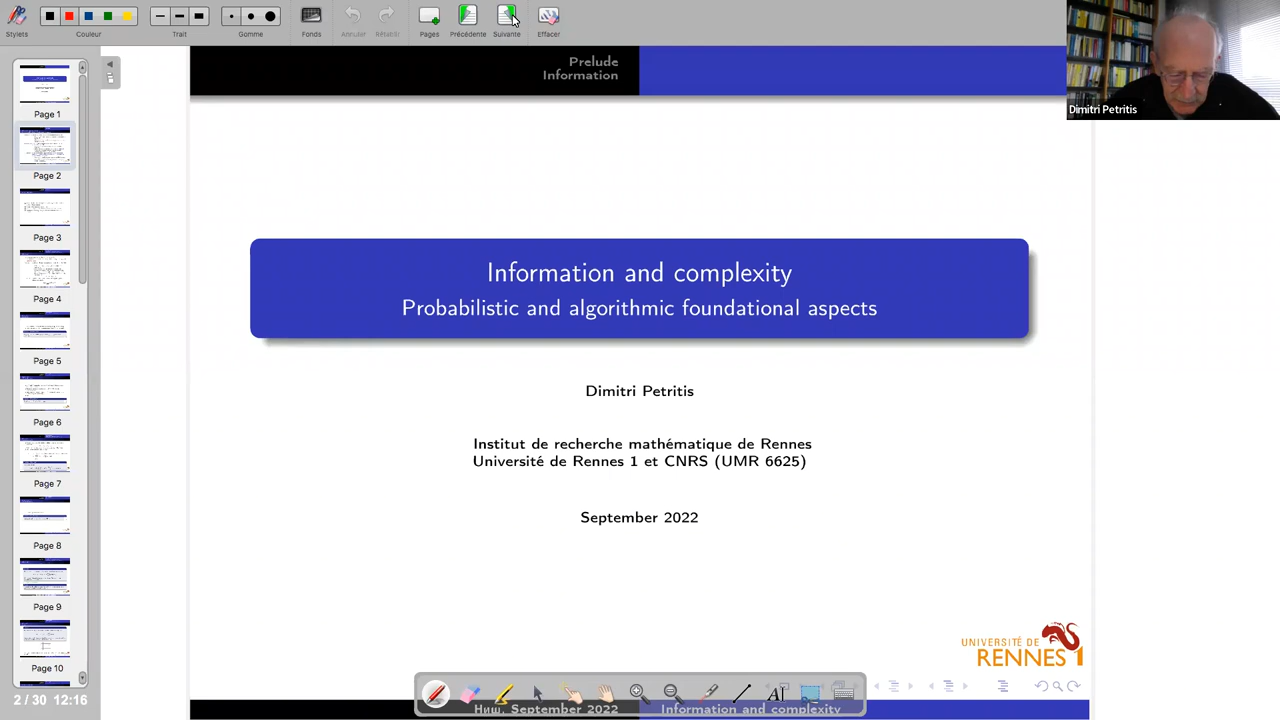 Stylets
Couleur
Trait
Gomme
Fonds
Annuler
Rétablir
Pages
Précédente
Suivante
Effacer
Page 1
Page 2
Page 3
Page 4
Page 5
Page 6
Page 7
Page 8
Page 9
Page 10
2 / 30 12:16
Prelude
Information
Dimitri Petritis
Information and complexity
Probabilistic and algorithmic foundational aspects
Dimitri Petritis
Institut de recherche mathématique de Rennes
Université de Rennes 1 et CNRS (UMR 6625)
September 2022
UNIVERSITÉ DE
RENNES 1
Ниш, September 2022
Information and complexity